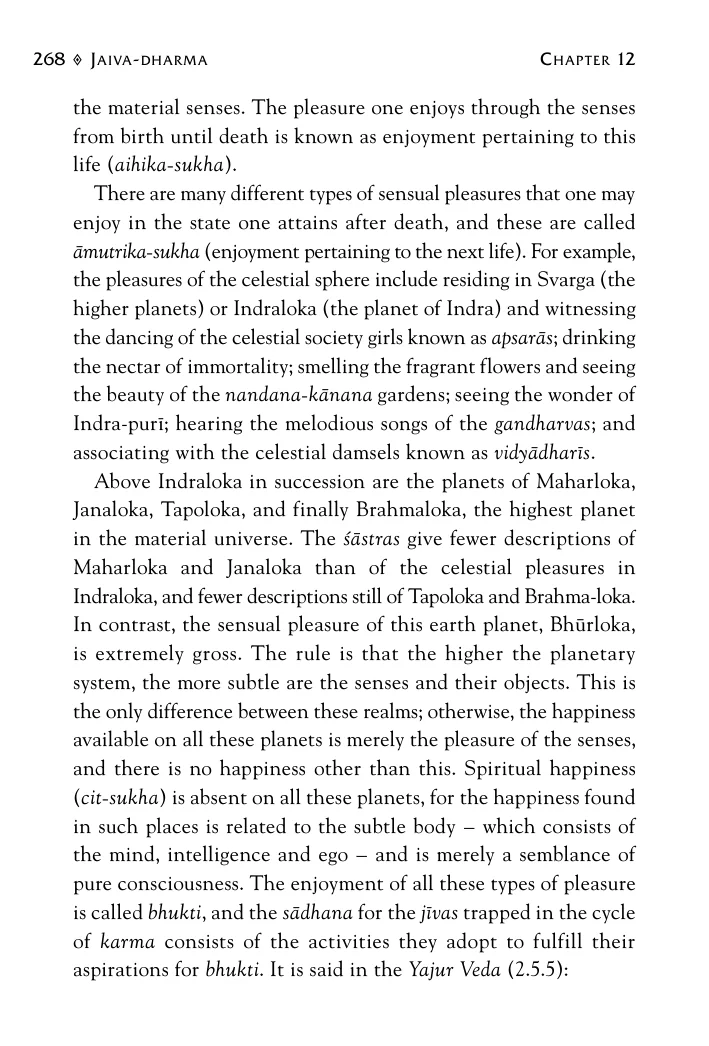 268 ◊ Jaiva-dharma Chapter 12
the material senses. The pleasure one enjoys through the senses
from birth until death is known as enjoyment pertaining to this
life (aihika-sukha).
There are many different types of sensual pleasures that one may
enjoy in the state one attains after death, and these are called
āmutrika-sukha (enjoyment pertaining to the next life). For example,
the pleasures of the celestial sphere include residing in Svarga (the
higher planets) or Indraloka (the planet of Indra) and witnessing
the dancing of the celestial society girls known as apsarās; drinking
the nectar of immortality; smelling the fragrant flowers and seeing
the beauty of the nandana-kānana gardens; seeing the wonder of
Indra-purī; hearing the melodious songs of the gandharvas; and
associating with the celestial damsels known as vidyādharīs.
Above Indraloka in succession are the planets of Maharloka,
Janaloka, Tapoloka, and finally Brahmaloka, the highest planet
in the material universe. The śāstras give fewer descriptions of
Maharloka and Janaloka than of the celestial pleasures in
Indraloka, and fewer descriptions still of Tapoloka and Brahma-loka.
In contrast, the sensual pleasure of this earth planet, Bhūrloka,
is extremely gross. The rule is that the higher the planetary
system, the more subtle are the senses and their objects. This is
the only difference between these realms; otherwise, the happiness
available on all these planets is merely the pleasure of the senses,
and there is no happiness other than this. Spiritual happiness
(cit-sukha) is absent on all these planets, for the happiness found
in such places is related to the subtle body – which consists of
the mind, intelligence and ego – and is merely a semblance of
pure consciousness. The enjoyment of all these types of pleasure
is called bhukti, and the sādhana for the jīvas trapped in the cycle
of karma consists of the activities they adopt to fulfill their
aspirations for bhukti. It is said in the Yajur Veda (2.5.5):